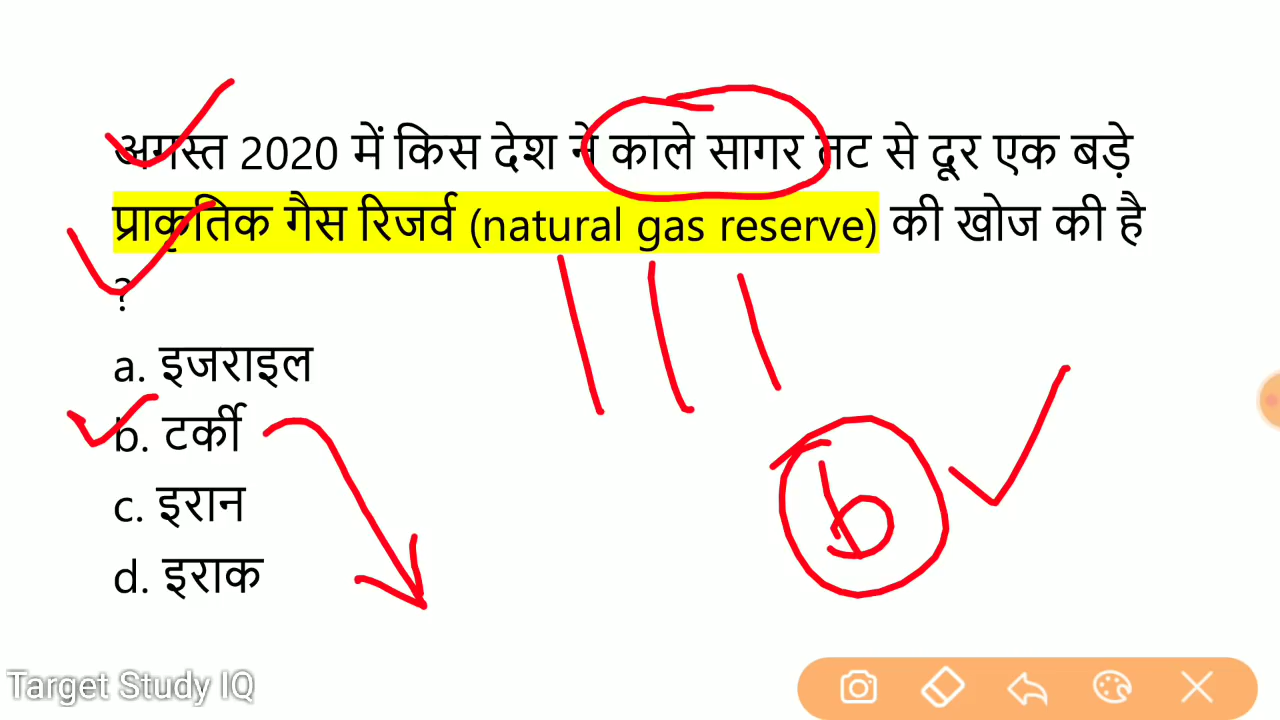 अगस्त 2020 में किस देश ने काले सागर तट से दूर एक बड़े
प्राकृतिक गैस रिजर्व (natural gas reserve) की खोज की है
?
a. इजराइल
b. टर्की
c. इरान
d. इराक
b
Target Study IQ